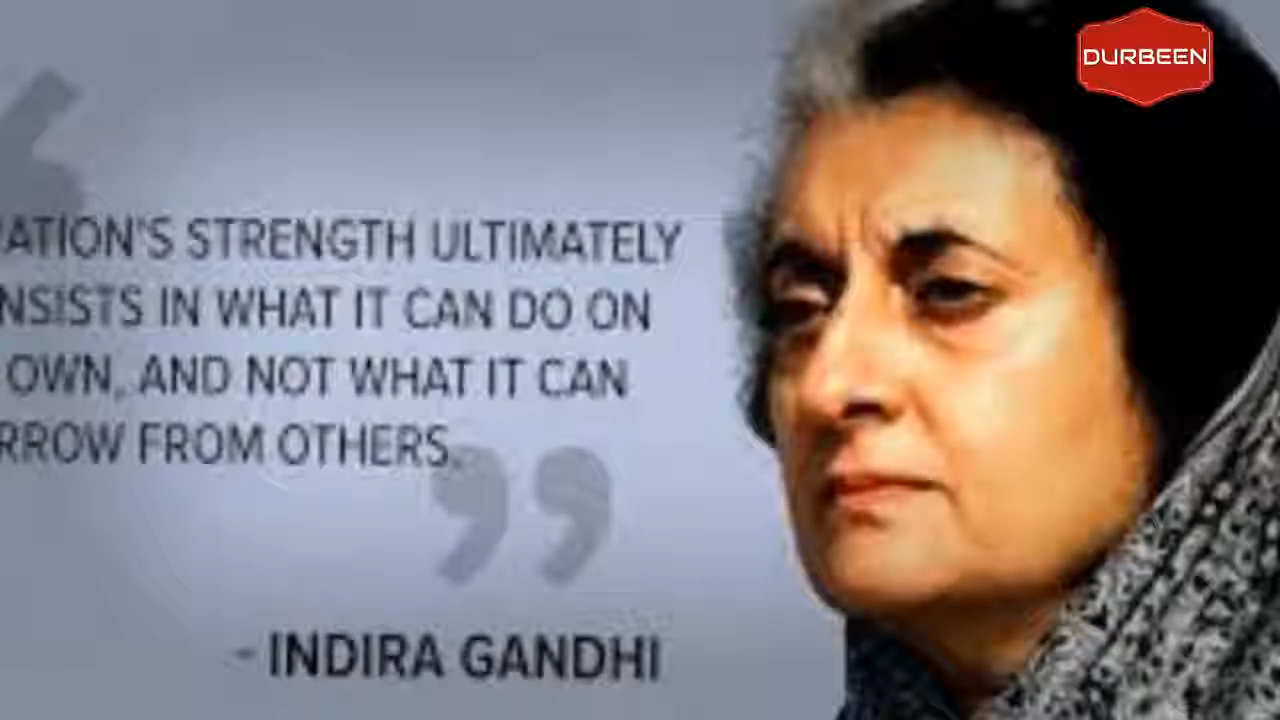 DURBEEN
ATION'S STRENGTH ULTIMATELY
NSISTS IN WHAT IT CAN DO ON
OWN, AND NOT WHAT IT CAN
RROW FROM OTHERS.
- INDIRA GANDHI